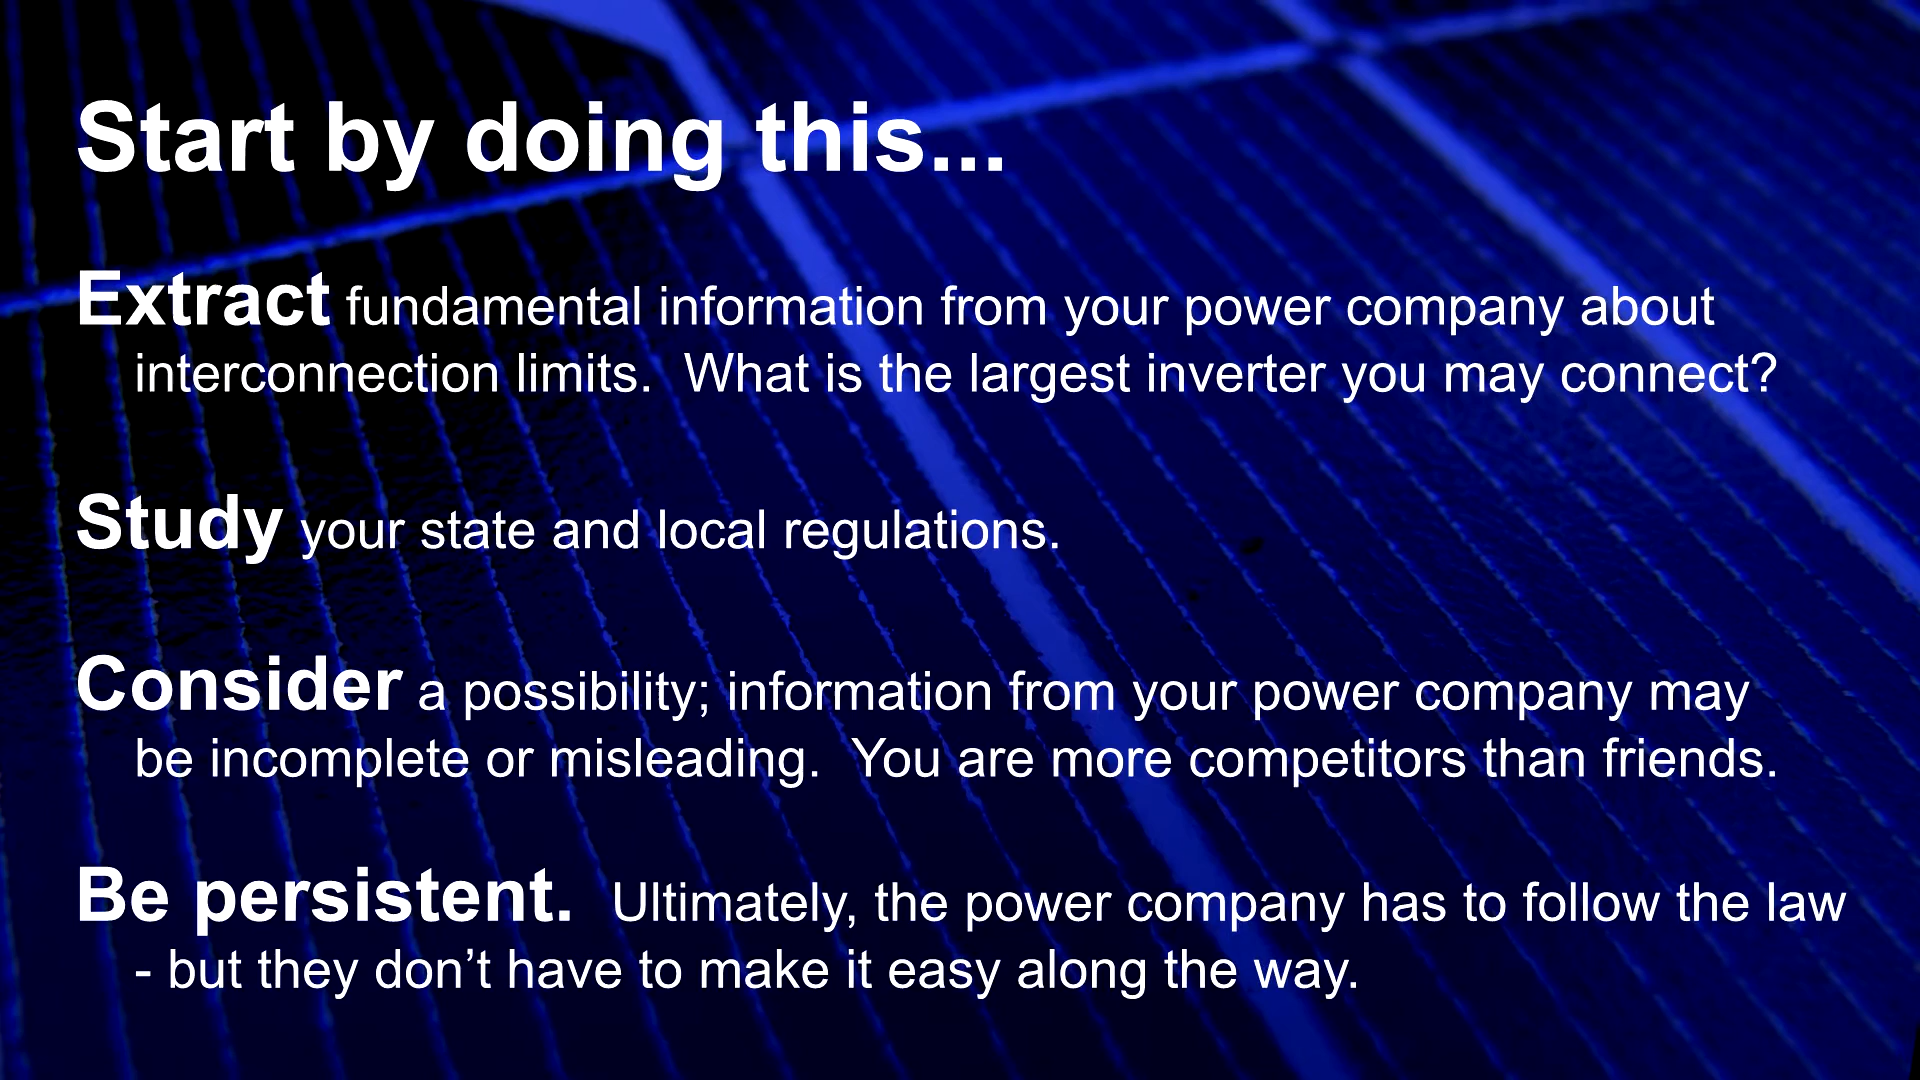 Start by doing this...
Extract fundamental information from your power company about
interconnection limits.  What is the largest inverter you may connect?
Study your state and local regulations.
Consider a possibility; information from your power company may
be incomplete or misleading.  You are more competitors than friends.
Be persistent.  Ultimately, the power company has to follow the law
- but they don’t have to make it easy along the way.